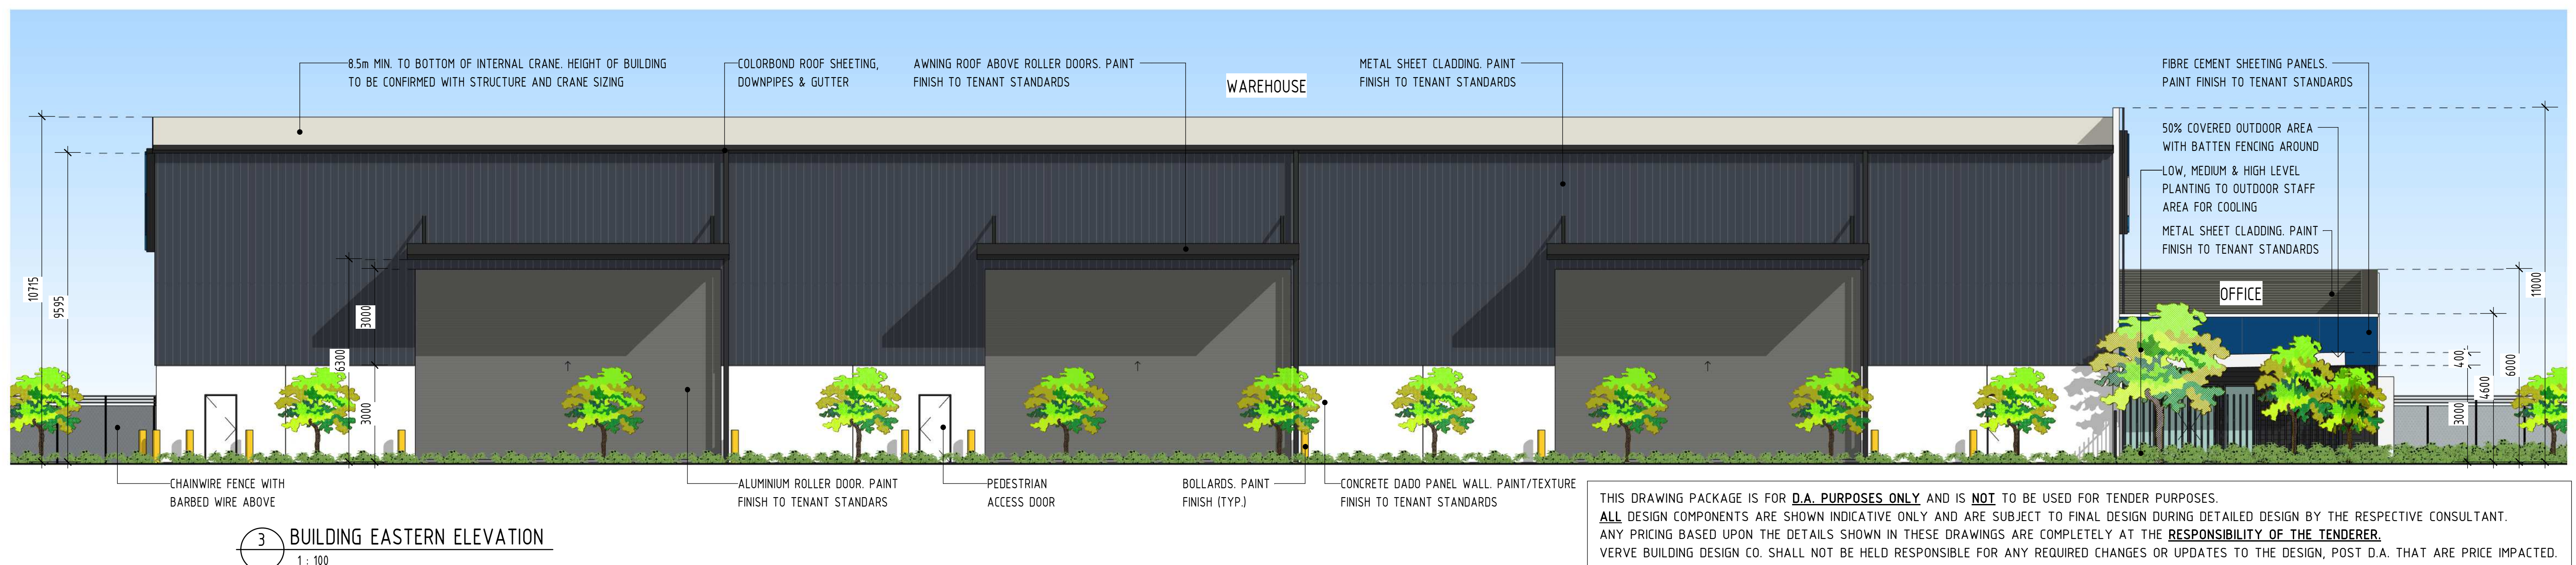 8.5m MIN. TO BOTTOM OF INTERNAL CRANE. HEIGHT OF BUILDING
TO BE CONFIRMED WITH STRUCTURE AND CRANE SIZING
COLORBOND ROOF SHEETING,
DOWNPIPES & GUTTER
AWNING ROOF ABOVE ROLLER DOORS. PAINT
FINISH TO TENANT STANDARDS
WAREHOUSE
METAL SHEET CLADDING. PAINT
FINISH TO TENANT STANDARDS
FIBRE CEMENT SHEETING PANELS.
PAINT FINISH TO TENANT STANDARDS
50% COVERED OUTDOOR AREA
WITH BATTEN FENCING AROUND
LOW, MEDIUM & HIGH LEVEL
PLANTING TO OUTDOOR STAFF
AREA FOR COOLING
METAL SHEET CLADDING. PAINT
FINISH TO TENANT STANDARDS
OFFICE
10715
9595
6300
3000
3000
11000
6000
4600
400
3000
CHAINWIRE FENCE WITH
BARBED WIRE ABOVE
ALUMINIUM ROLLER DOOR. PAINT
FINISH TO TENANT STANDARS
PEDESTRIAN
ACCESS DOOR
BOLLARDS. PAINT
FINISH (TYP.)
CONCRETE DADO PANEL WALL. PAINT/TEXTURE
FINISH TO TENANT STANDARDS
3
BUILDING EASTERN ELEVATION
1 : 100
THIS DRAWING PACKAGE IS FOR D.A. PURPOSES ONLY AND IS NOT TO BE USED FOR TENDER PURPOSES.
ALL DESIGN COMPONENTS ARE SHOWN INDICATIVE ONLY AND ARE SUBJECT TO FINAL DESIGN DURING DETAILED DESIGN BY THE RESPECTIVE CONSULTANT.
ANY PRICING BASED UPON THE DETAILS SHOWN IN THESE DRAWINGS ARE COMPLETELY AT THE RESPONSIBILITY OF THE TENDERER.
VERVE BUILDING DESIGN CO. SHALL NOT BE HELD RESPONSIBLE FOR ANY REQUIRED CHANGES OR UPDATES TO THE DESIGN, POST D.A. THAT ARE PRICE IMPACTED.